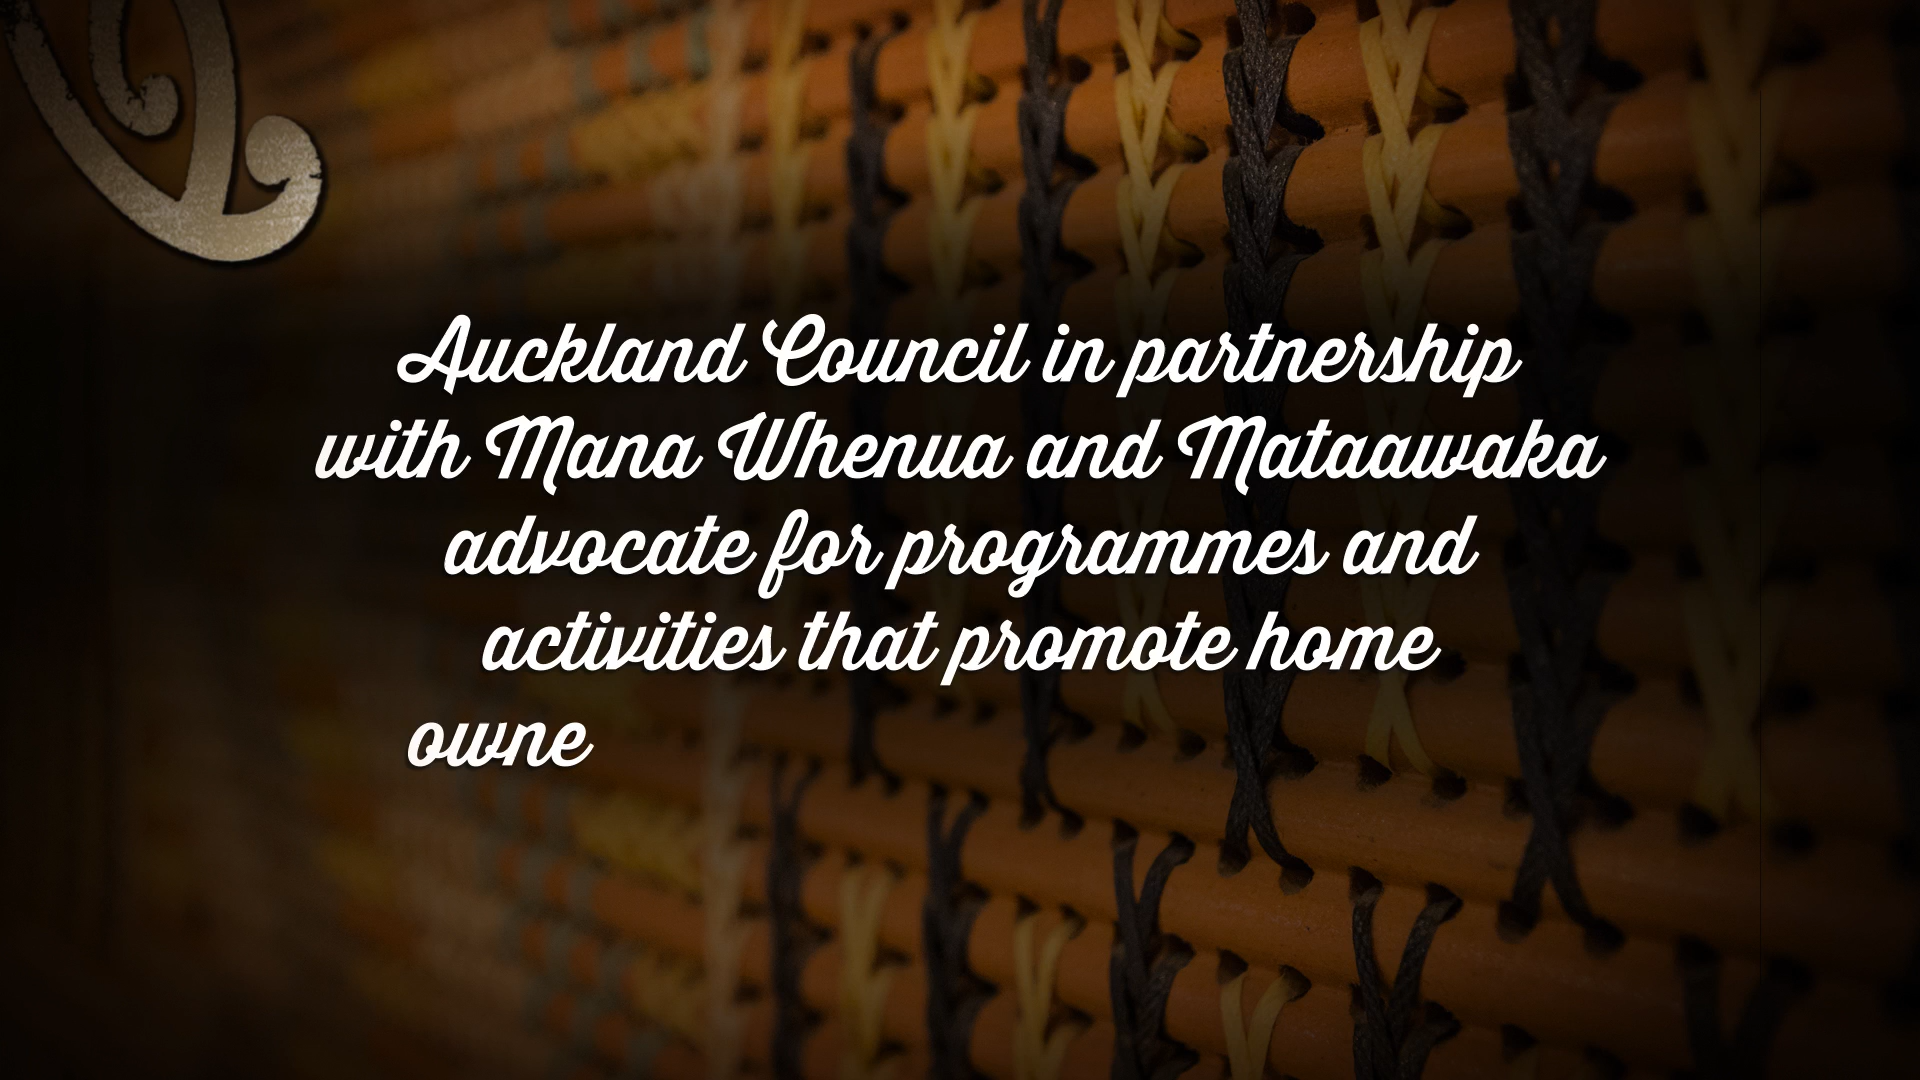 Auckland Council in partnership
with Mana Whenua and Mataawaka
advocate for programmes and
activities that promote home
owne